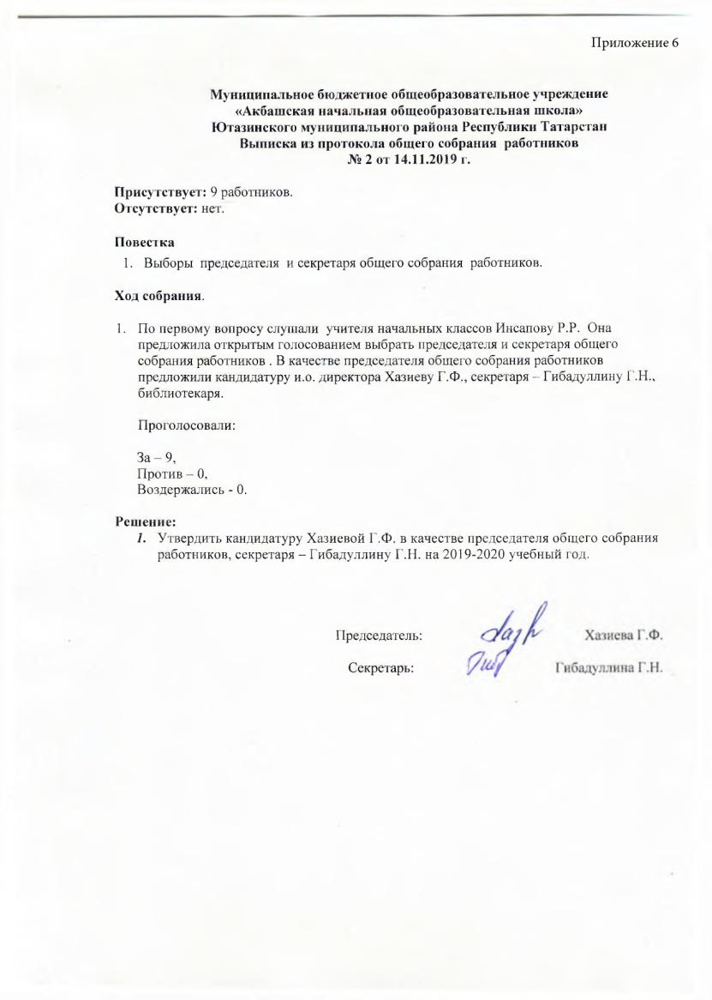 Приложение 6
Муниципальное бюджетное общеобразовательное учреждение
«Акбашская начальная общеобразовательная школа»
Ютазинского муниципального района Республики Татарстан
Выписка из протокола общего собрания работников
№ 2 от 14.11.2019 г.
Присутствует: 9 работников.
Отсутствует: нет.
Повестка
1. Выборы председателя и секретаря общего собрания работников.
Ход собрания.
1. По первому вопросу слушали учителя начальных классов Инсапову Р.Р. Она
предложила открытым голосованием выбрать председателя и секретаря общего
собрания работников . В качестве председателя общего собрания работников
предложили кандидатуру и.о. директора Хазиеву Г.Ф., секретаря – Гибадуллину Г.Н.,
библиотекаря.
Проголосовали:
За – 9,
Против – 0,
Воздержались - 0.
Решение:
1. Утвердить кандидатуру Хазиевой Г.Ф. в качестве председателя общего собрания
работников, секретаря – Гибадуллину Г.Н. на 2019-2020 учебный год.
Председатель: Хазиева Г.Ф.
Секретарь: Гибадуллина Г.Н.